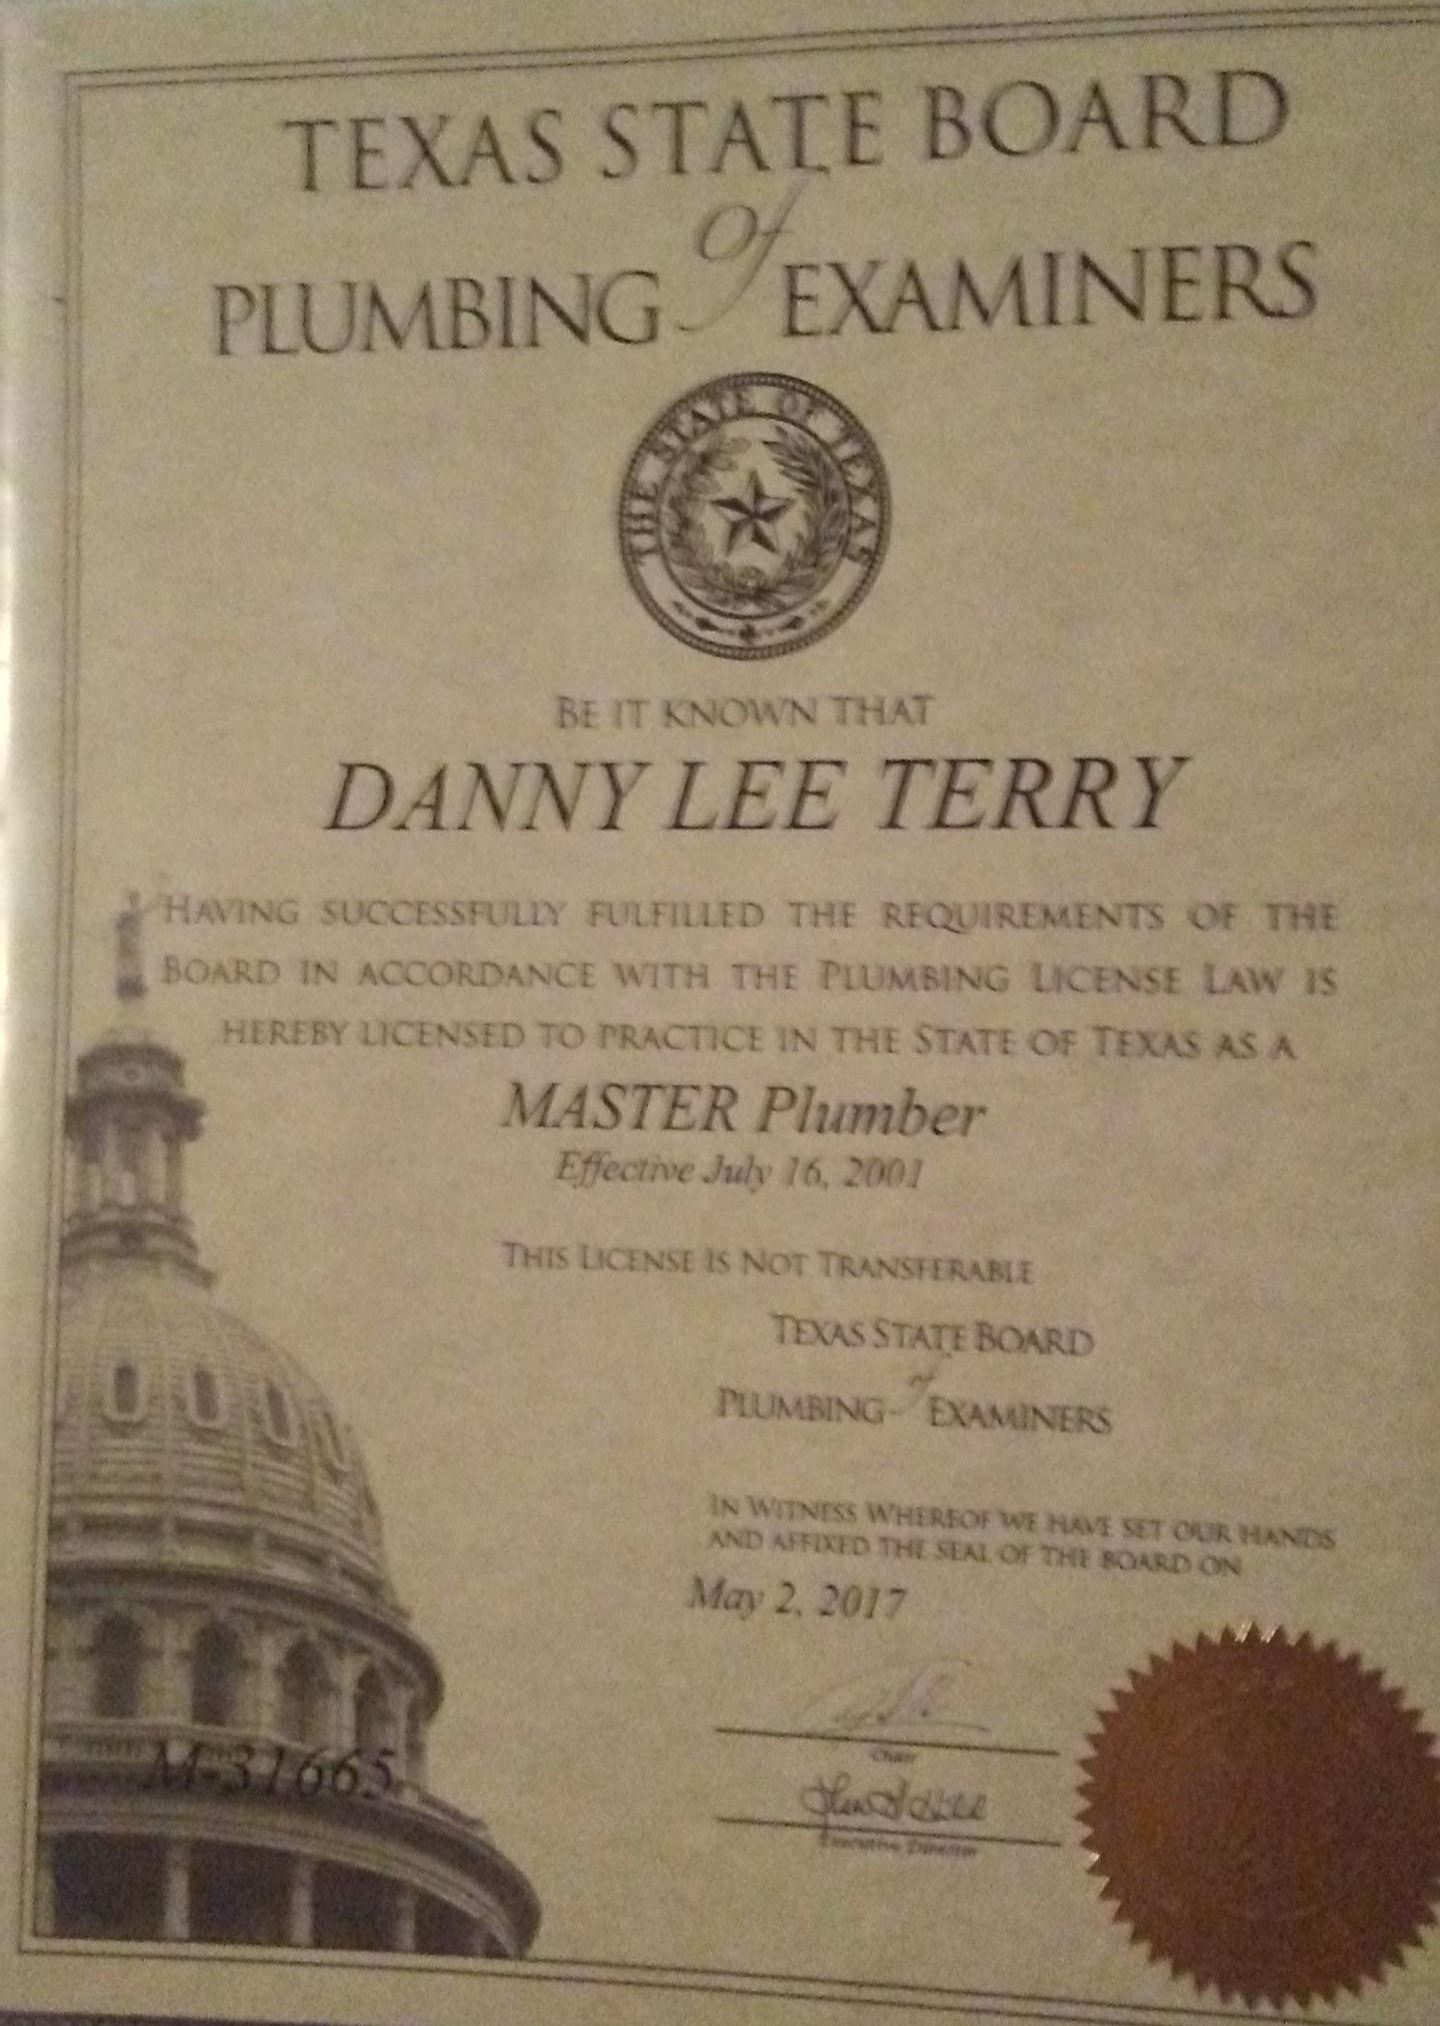 TEXAS STATE BOARD
of
PLUMBING EXAMINERS
THE STATE OF TEXAS
BE IT KNOWN THAT
DANNY LEE TERRY
HAVING SUCCESSFULLY FULFILLED THE REQUIREMENTS OF THE
BOARD IN ACCORDANCE WITH THE PLUMBING LICENSE LAW IS
HEREBY LICENSED TO PRACTICE IN THE STATE OF TEXAS AS A
MASTER Plumber
Effective July 16, 2001
THIS LICENSE IS NOT TRANSFERABLE
TEXAS STATE BOARD
of
PLUMBING EXAMINERS
IN WITNESS WHEREOF WE HAVE SET OUR HANDS
AND AFFIXED THE SEAL OF THE BOARD ON
May 2, 2017
Chair
Executive Director
M-31665